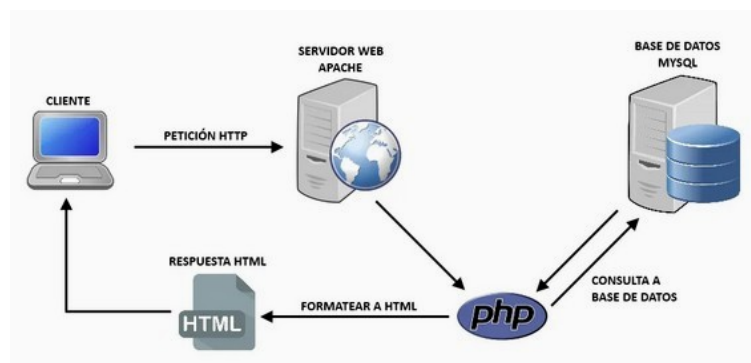 SERVIDOR WEB
APACHE
BASE DE DATOS
MYSQL
CLIENTE
PETICIÓN HTTP
RESPUESTA HTML
CONSULTA A
BASE DE DATOS
FORMATEAR A HTML
HTML
php